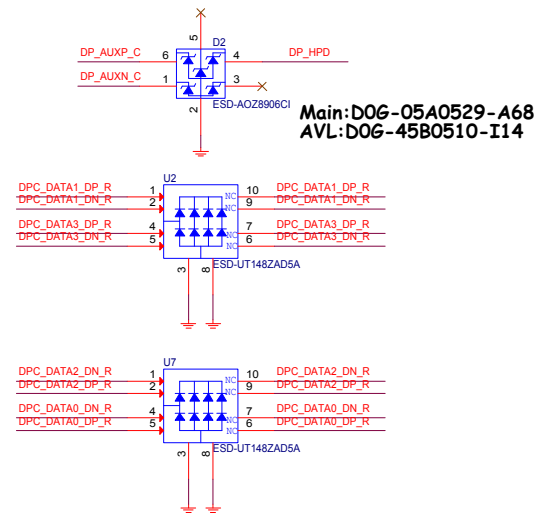 5
D2
DP_AUXP_C 6 4 DP_HPD
DP_AUXN_C 1 3
2
ESD-AOZ8906CI
Main:D0G-05A0529-A68
AVL:D0G-45B0510-I14
U2
DPC_DATA1_DP_R 1 NC 10 DPC_DATA1_DP_R
DPC_DATA1_DN_R 2 NC 9 DPC_DATA1_DN_R
DPC_DATA3_DP_R 4 NC 7 DPC_DATA3_DP_R
DPC_DATA3_DN_R 5 NC 6 DPC_DATA3_DN_R
ESD-UT148ZAD5A
3 8
U7
DPC_DATA2_DN_R 1 NC 10 DPC_DATA2_DN_R
DPC_DATA2_DP_R 2 NC 9 DPC_DATA2_DP_R
DPC_DATA0_DN_R 4 NC 7 DPC_DATA0_DN_R
DPC_DATA0_DP_R 5 NC 6 DPC_DATA0_DP_R
ESD-UT148ZAD5A
3 8